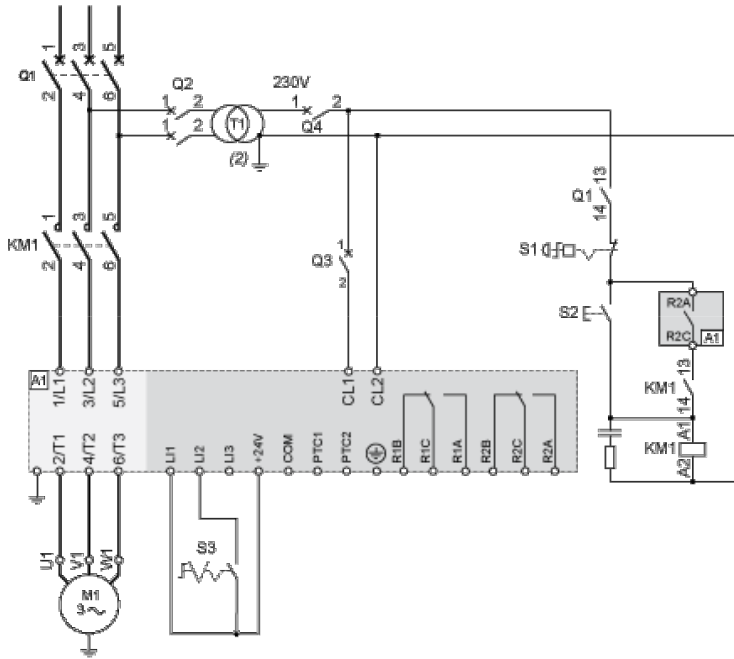 1 3 5
Q1
2 4 6
Q2
1 2
1 2
T1
(2)
230V
1 2
Q4
13
Q1
14
1 3 5
KM1
2 4 6
1
Q3
2
S1
S2
R2A
R2C
A1
13
KM1
14
A1
KM1
A2
A1
1/L1 3/L2 5/L3
CL1 CL2
2/T1 4/T2 6/T3
LI1 LI2 LI3 +24V COM PTC1 PTC2 R1B R1C R1A R2B R2C R2A
S3
U1 V1 W1
M1
3~